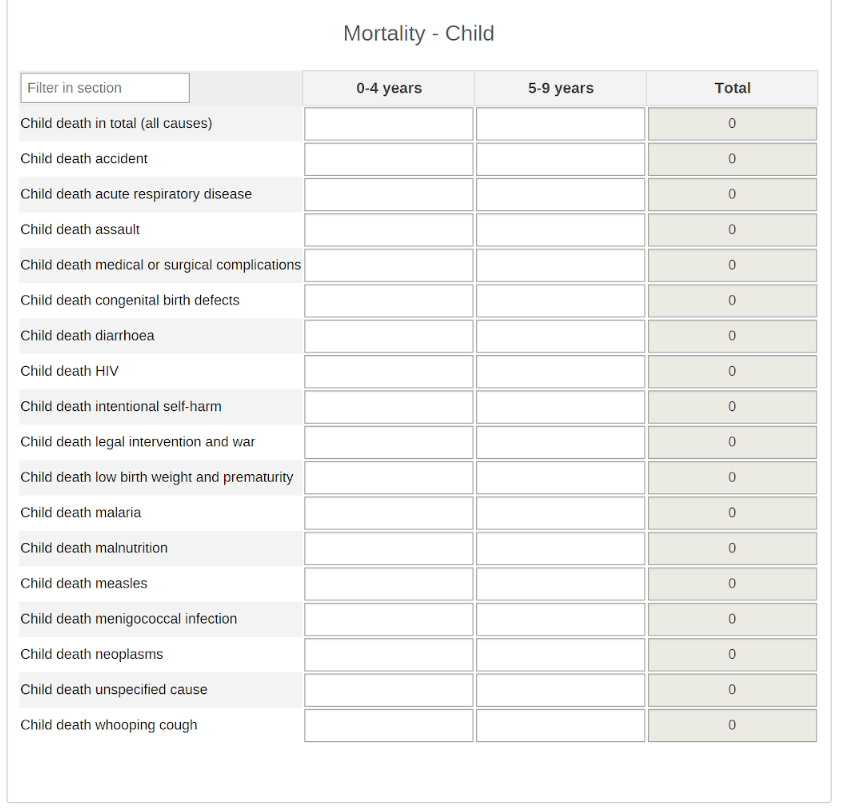 Mortality - Child
Filter in section 0-4 years 5-9 years Total
Child death in total (all causes) 0
Child death accident 0
Child death acute respiratory disease 0
Child death assault 0
Child death medical or surgical complications 0
Child death congenital birth defects 0
Child death diarrhoea 0
Child death HIV 0
Child death intentional self-harm 0
Child death legal intervention and war 0
Child death low birth weight and prematurity 0
Child death malaria 0
Child death malnutrition 0
Child death measles 0
Child death menigococcal infection 0
Child death neoplasms 0
Child death unspecified cause 0
Child death whooping cough 0